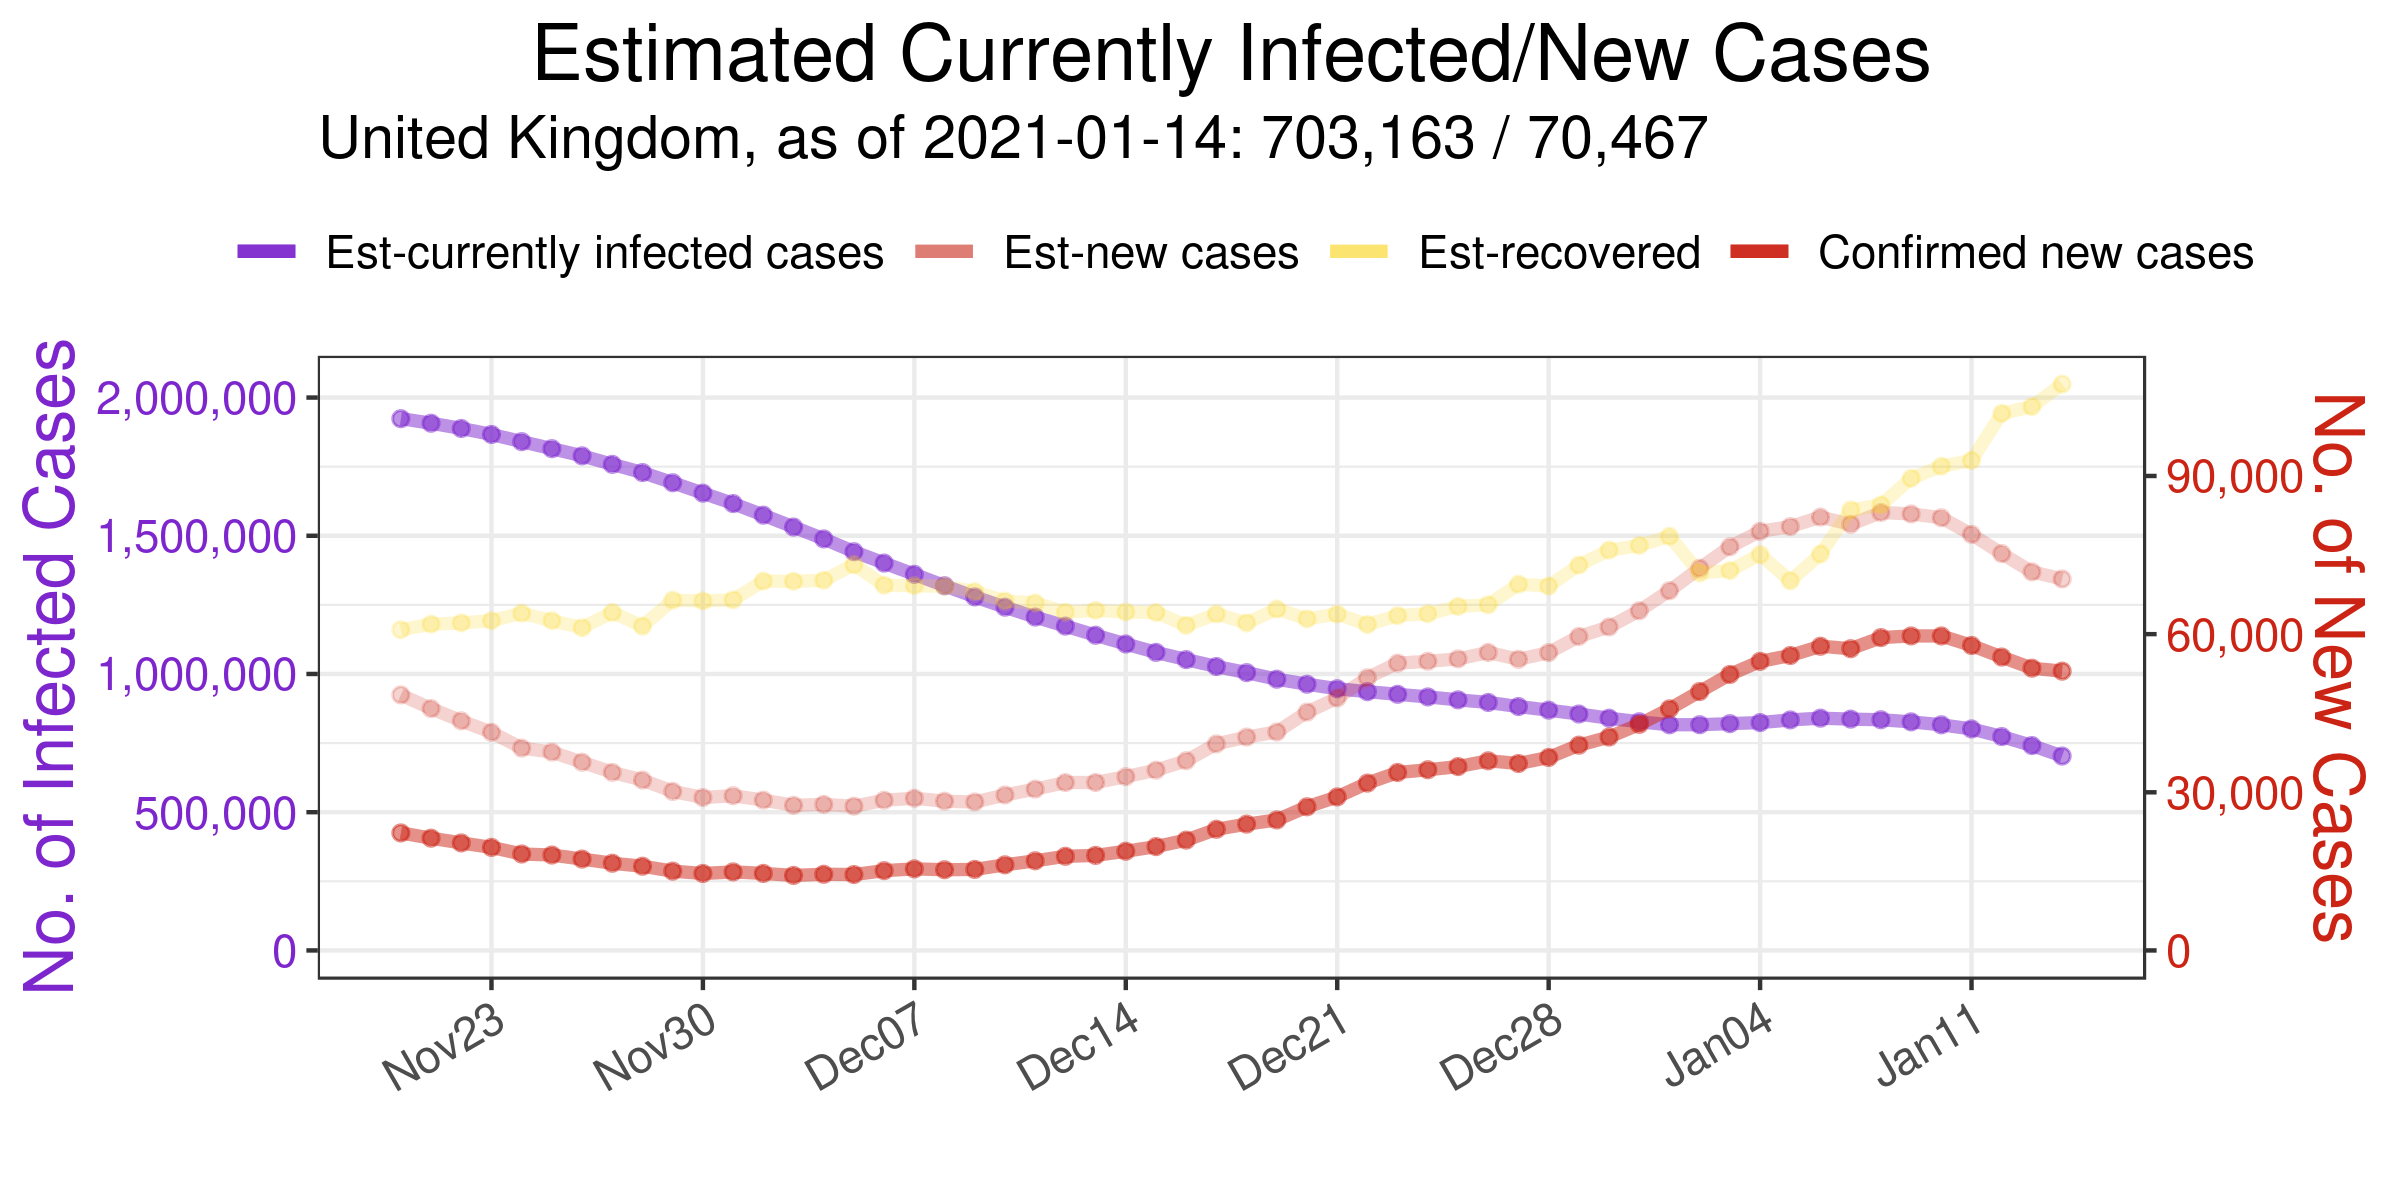 Estimated Currently Infected/New Cases
United Kingdom, as of 2021-01-14: 703,163 / 70,467
Est-currently infected cases Est-new cases Est-recovered Confirmed new cases
No. of Infected Cases
2,000,000
1,500,000
1,000,000
500,000
0
90,000
60,000
30,000
0
No. of New Cases
Nov23 Nov30 Dec07 Dec14 Dec21 Dec28 Jan04 Jan11